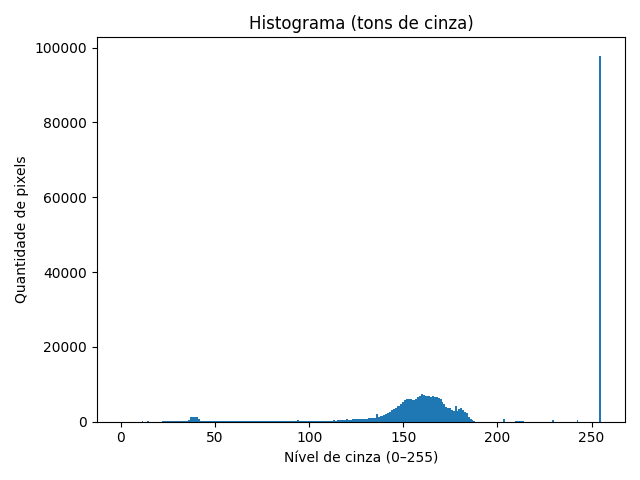 Histograma (tons de cinza)
Quantidade de pixels
100000
80000
60000
40000
20000
0
0 50 100 150 200 250
Nível de cinza (0–255)